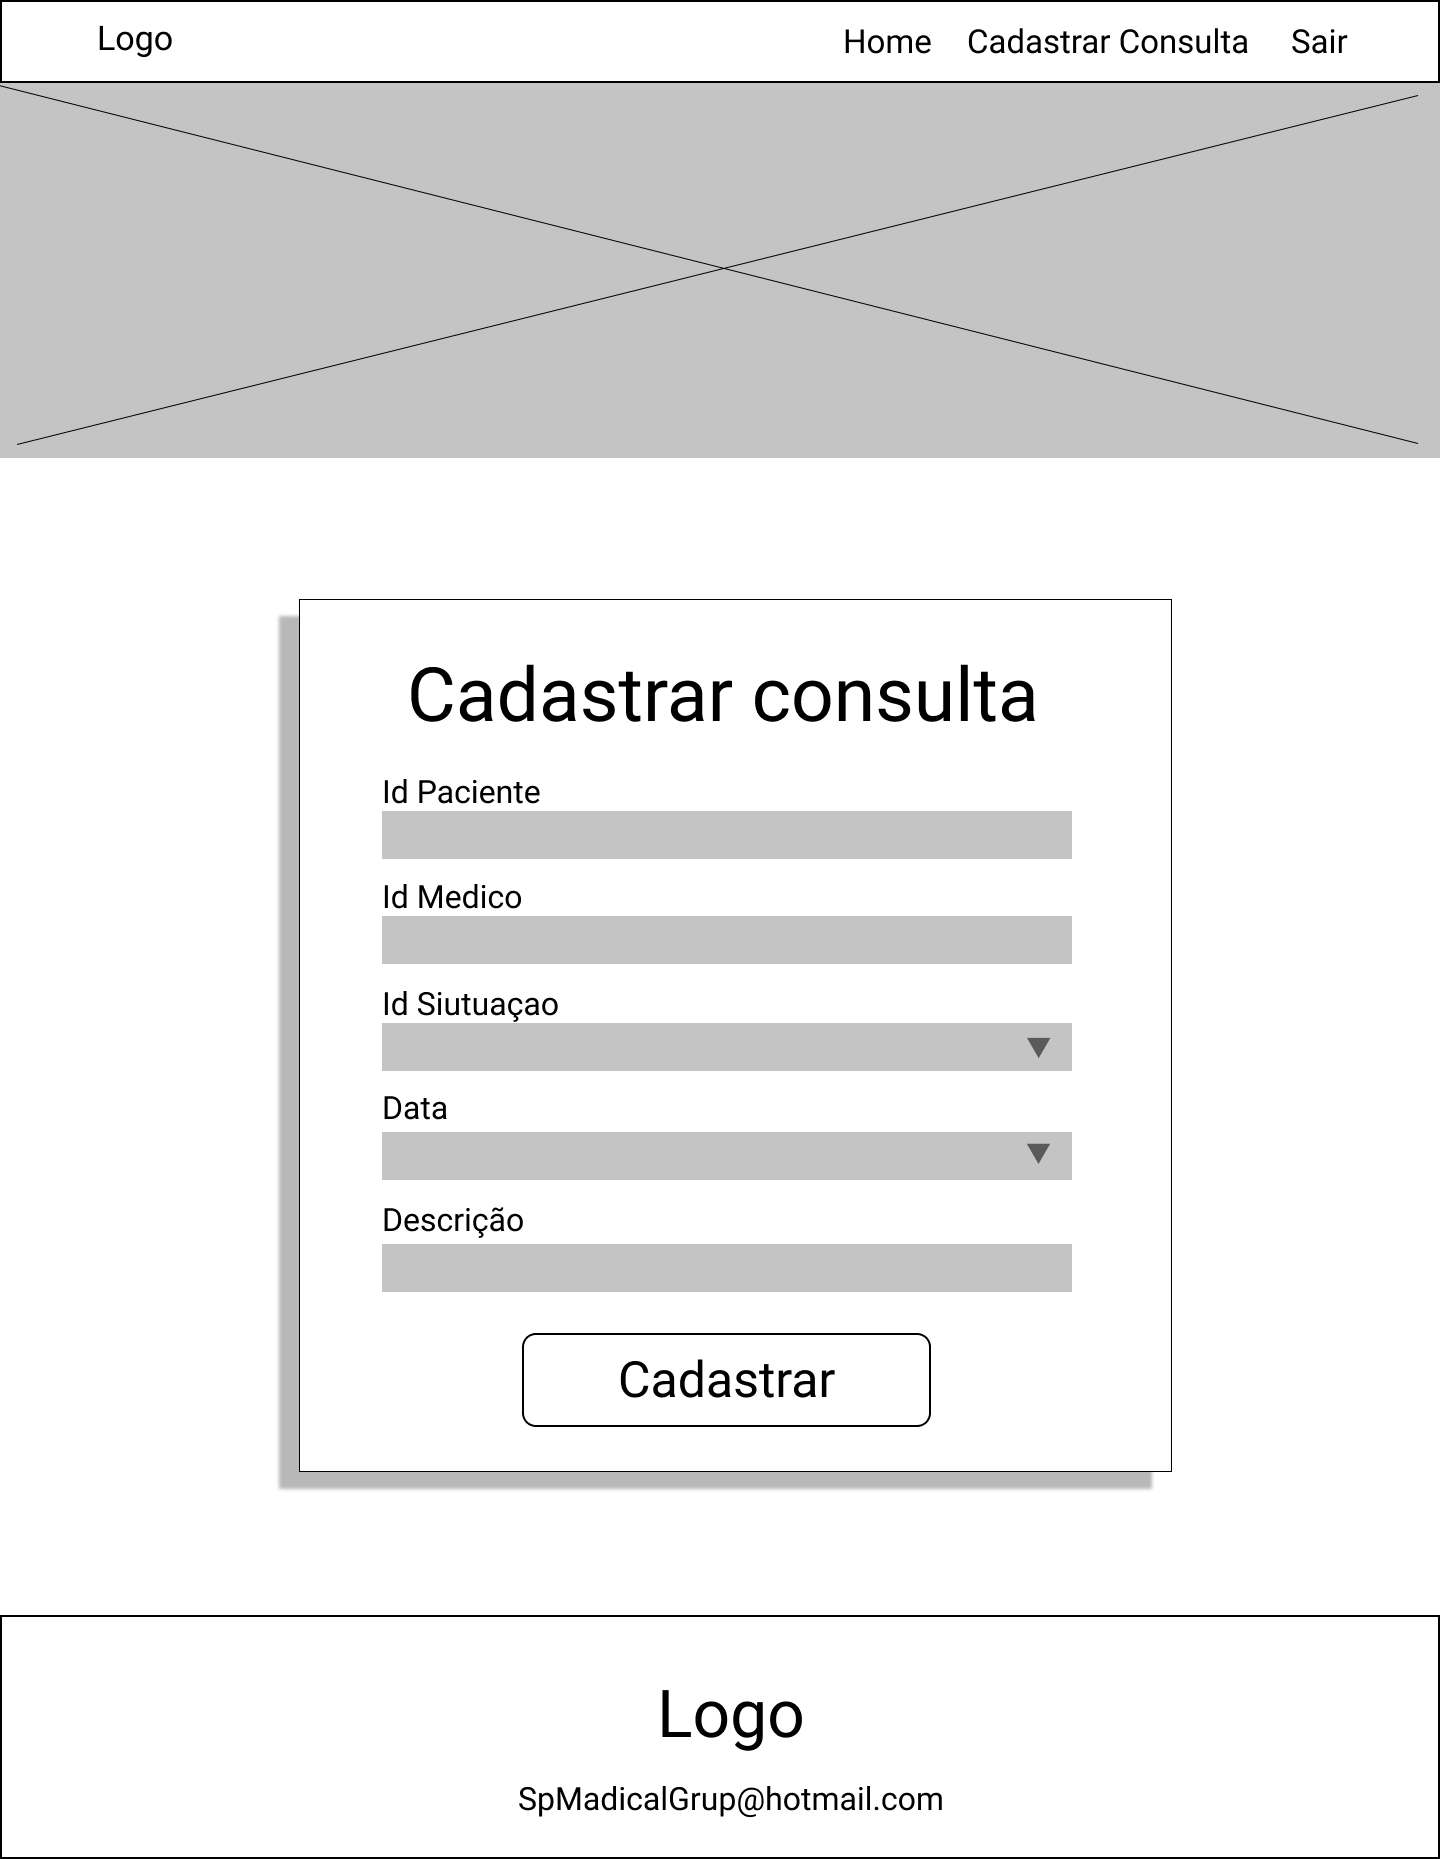 Logo
Home Cadastrar Consulta Sair
Cadastrar consulta
Id Paciente
Id Medico
Id Siutuaçao
Data
Descrição
Cadastrar
Logo
SpMadicalGrup@hotmail.com